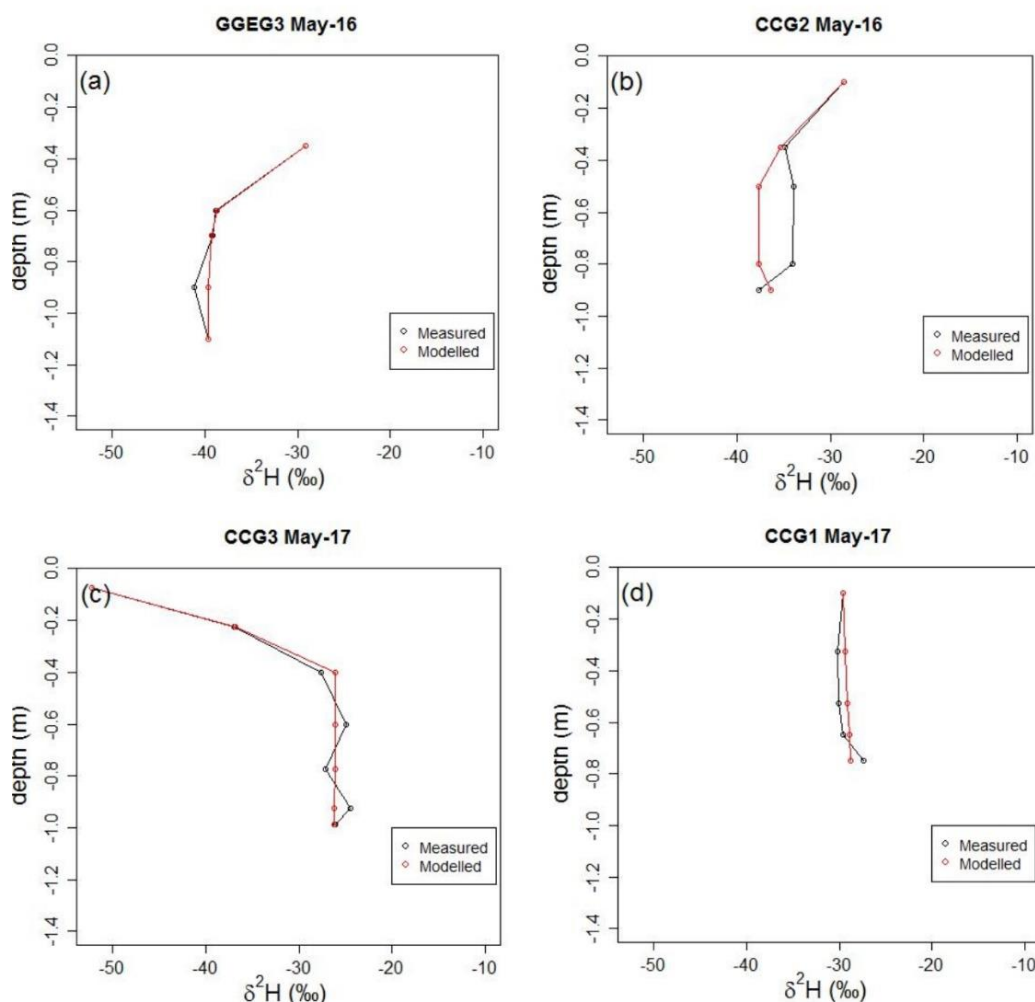 GGEG3 May-16
(a)
0.0
-0.2
-0.4
-0.6
-0.8
-1.0
-1.2
-1.4
depth (m)
Measured
Modelled
-50 -40 -30 -20 -10
δ²H (‰)
CCG2 May-16
(b)
0.0
-0.2
-0.4
-0.6
-0.8
-1.0
-1.2
-1.4
depth (m)
Measured
Modelled
-50 -40 -30 -20 -10
δ²H (‰)
CCG3 May-17
(c)
0.0
-0.2
-0.4
-0.6
-0.8
-1.0
-1.2
-1.4
depth (m)
Measured
Modelled
-50 -40 -30 -20 -10
δ²H (‰)
CCG1 May-17
(d)
0.0
-0.2
-0.4
-0.6
-0.8
-1.0
-1.2
-1.4
depth (m)
Measured
Modelled
-50 -40 -30 -20 -10
δ²H (‰)